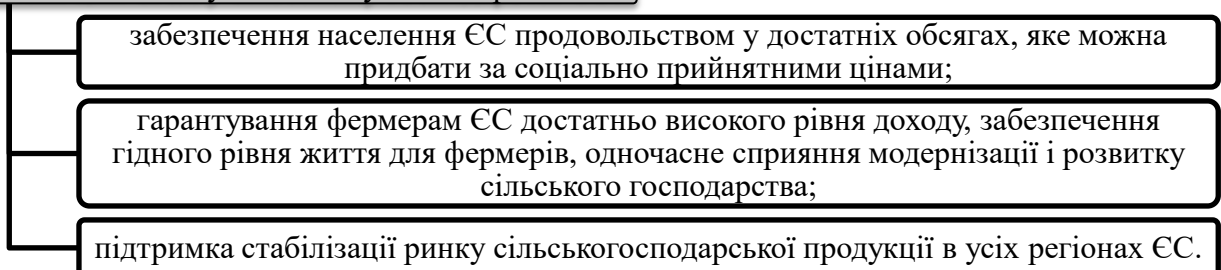 забезпечення населення ЄС продовольством у достатніх обсягах, яке можна
придбати за соціально прийнятними цінами;
гарантування фермерам ЄС достатньо високого рівня доходу, забезпечення
гідного рівня життя для фермерів, одночасне сприяння модернізації і розвитку
сільського господарства;
підтримка стабілізації ринку сільськогосподарської продукції в усіх регіонах ЄС.